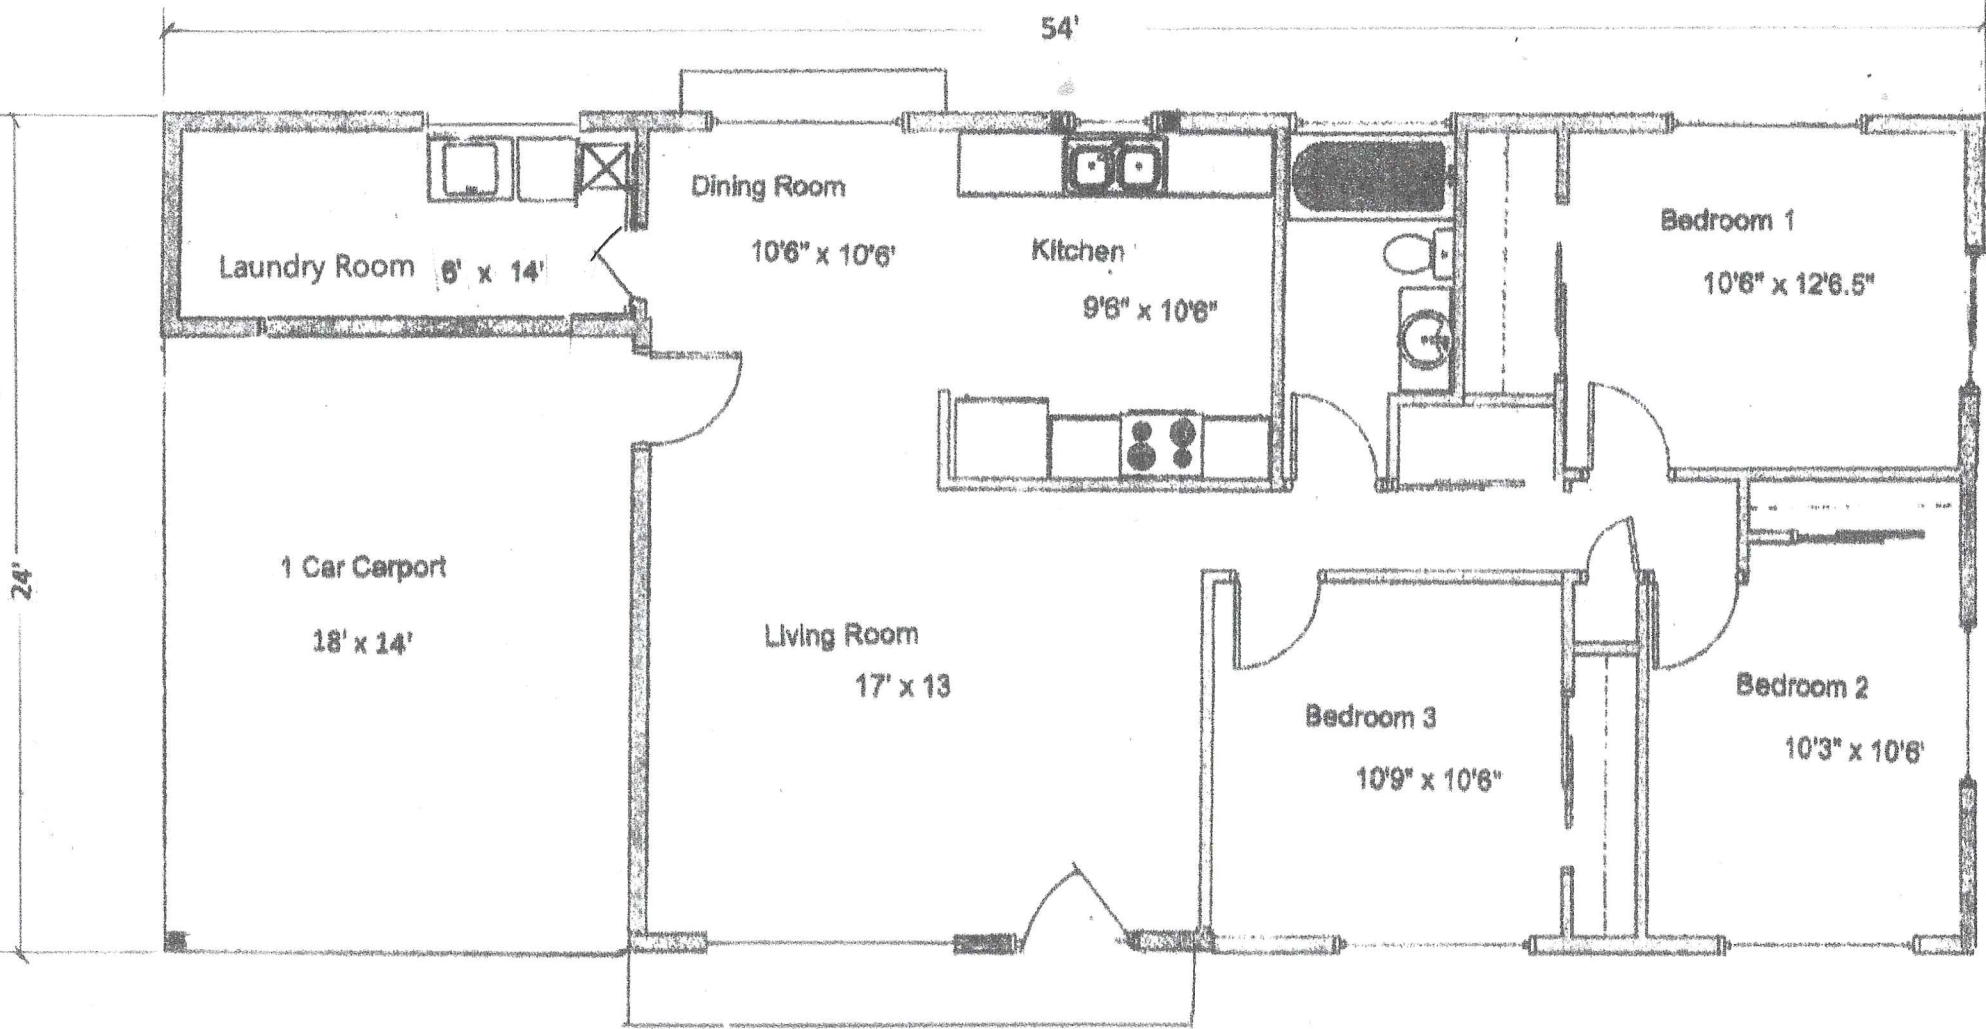 54'
24'
Laundry Room 6' x 14'
Dining Room
10'6" x 10'6'
Kitchen
9'6" x 10'6"
Bedroom 1
10'6" x 12'6.5"
1 Car Carport
18' x 14'
Living Room
17' x 13
Bedroom 3
10'9" x 10'6"
Bedroom 2
10'3" x 10'6'